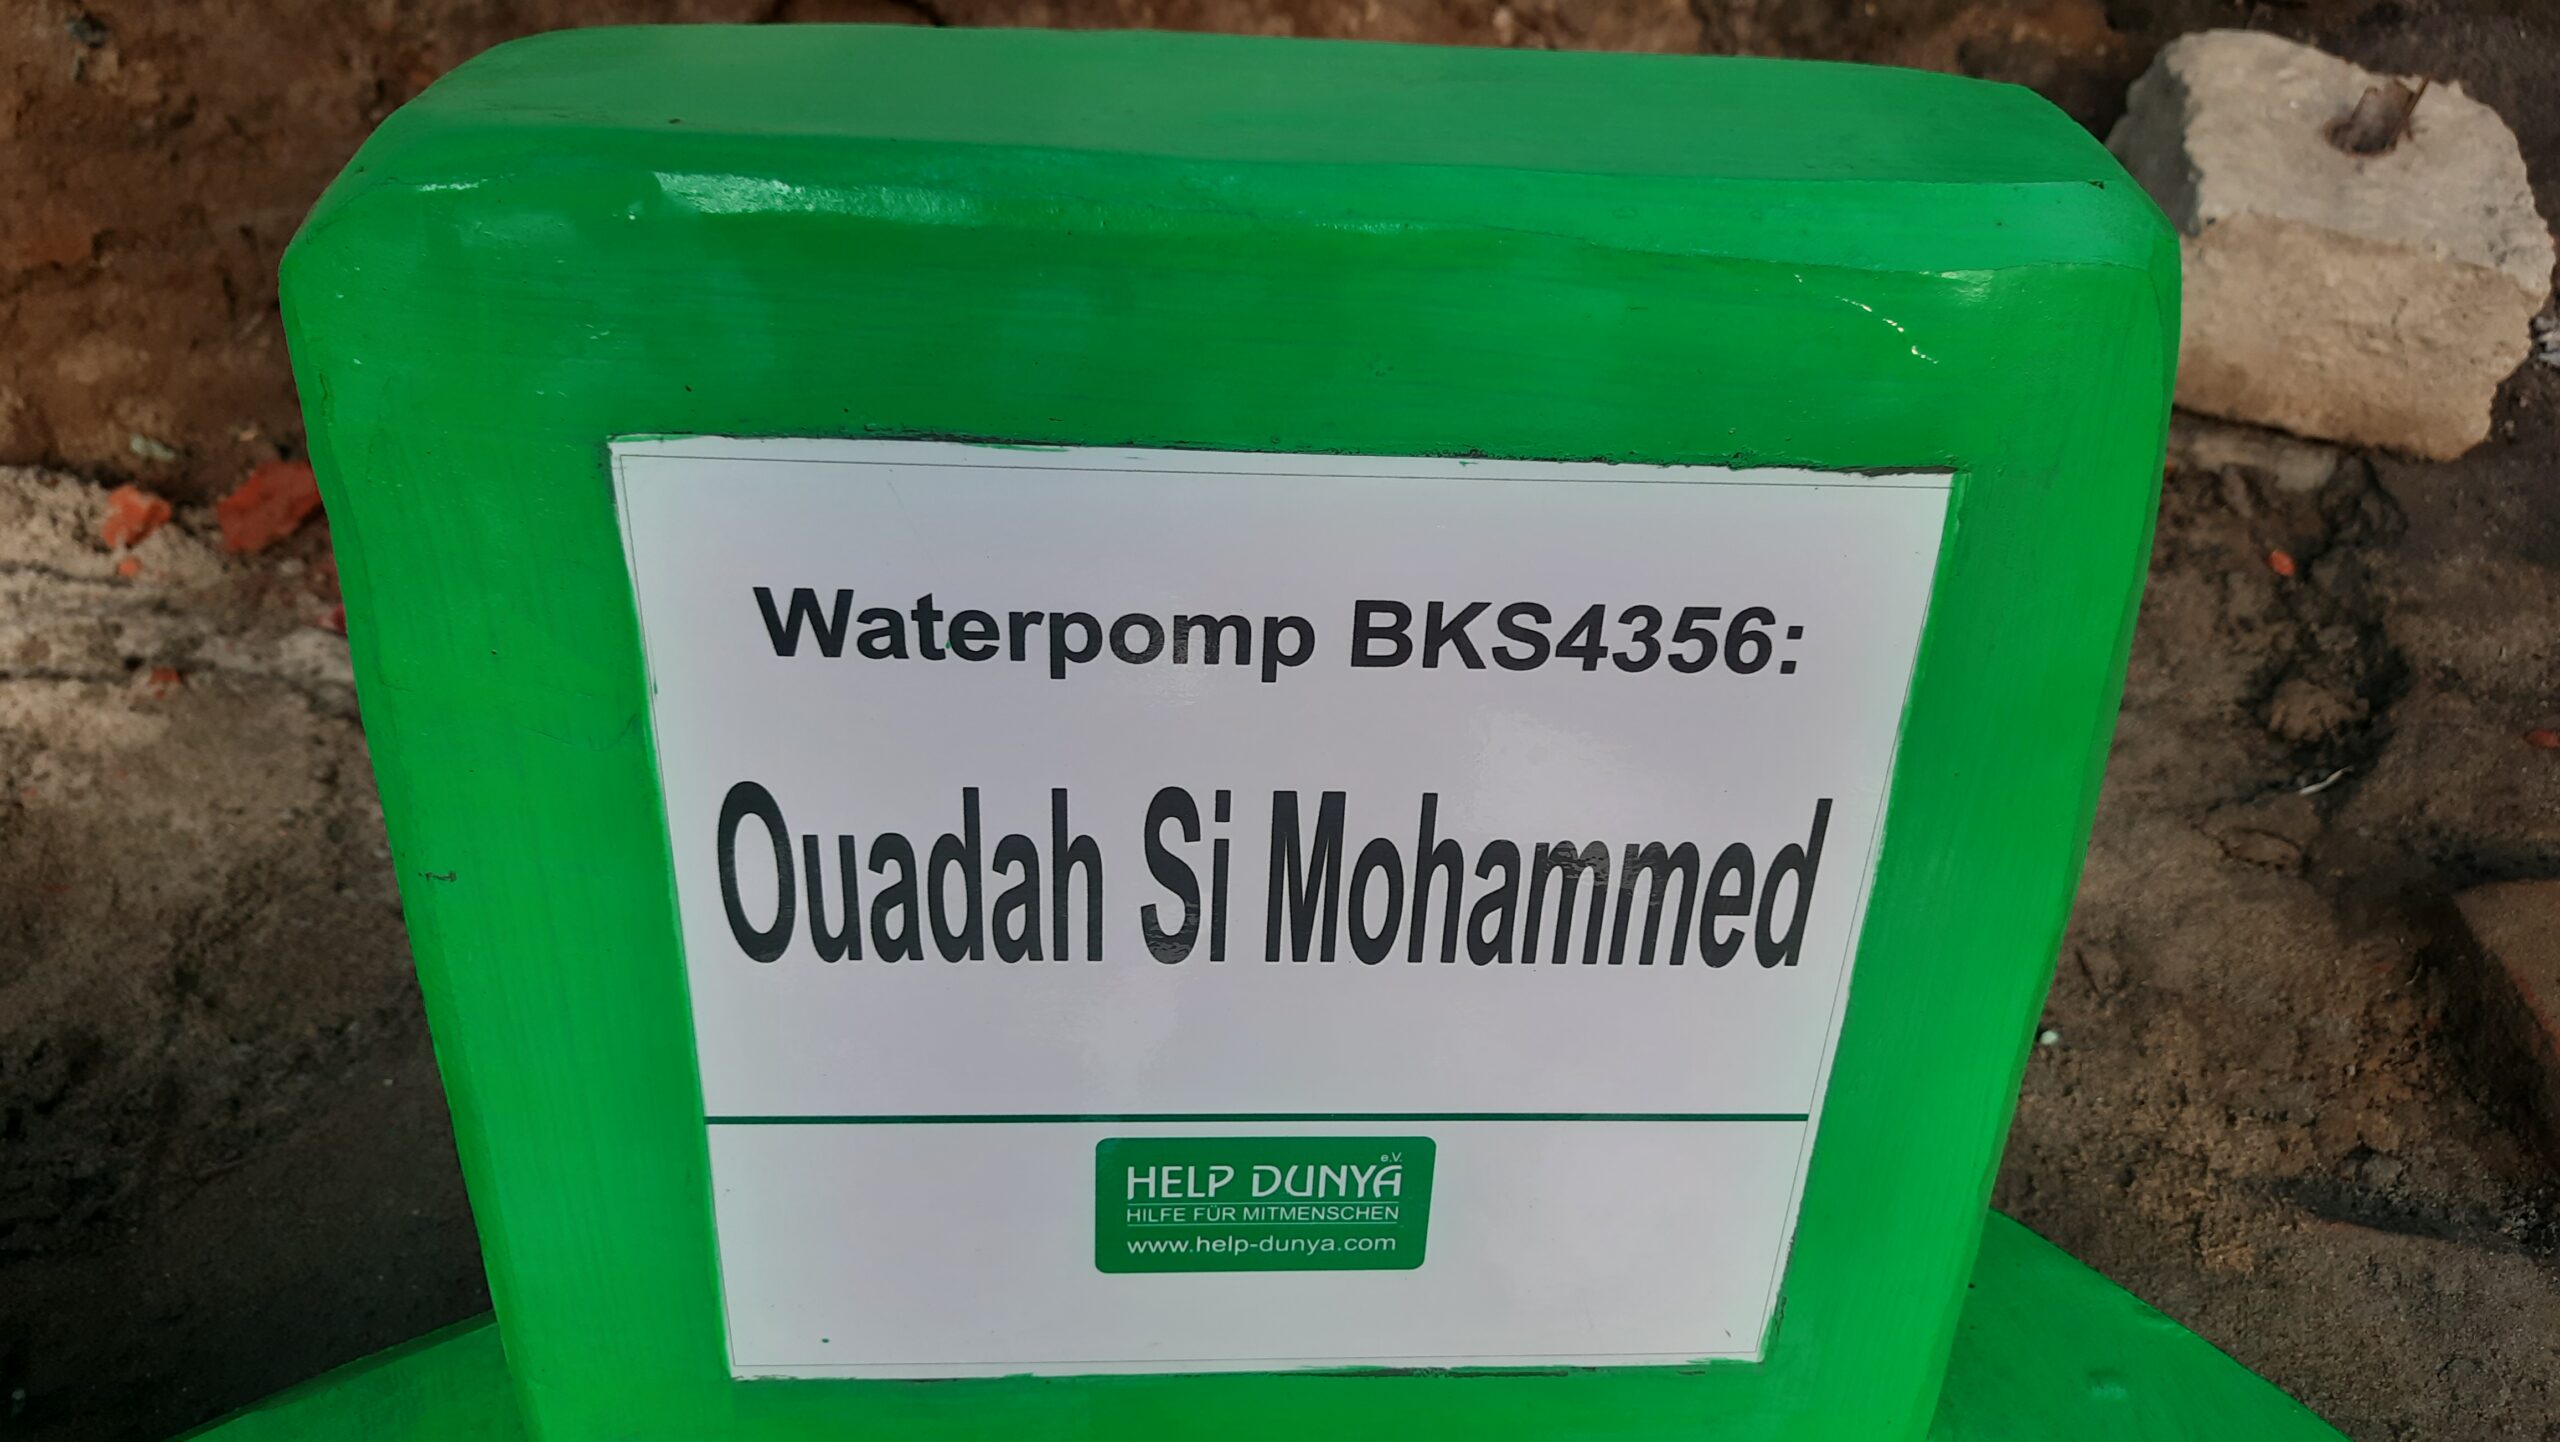 Waterpomp BKS4356:
Ouadah Si Mohammed
HELP DUNYA e.V.
HILFE FÜR MITMENSCHEN
www.help-dunya.com